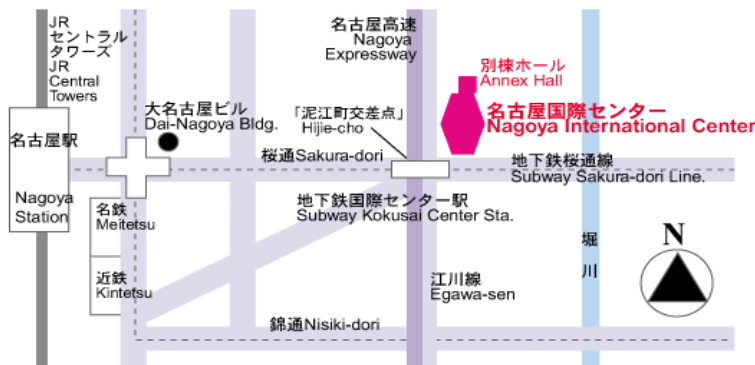 JR
セントラル
タワーズ
JR
Central
Towers
名古屋高速
Nagoya
Expressway
別棟ホール
Annex Hall
大名古屋ビル
Dai-Nagoya Bldg.
「泥江町交差点」
Hijie-cho
名古屋国際センター
Nagoya International Center
名古屋駅
桜通Sakura-dori
地下鉄桜通線
Subway Sakura-dori Line.
Nagoya
Station
名鉄
Meitetsu
地下鉄国際センター駅
Subway Kokusai Center Sta.
堀
川
N
近鉄
Kintetsu
江川線
Egawa-sen
錦通Nisiki-dori